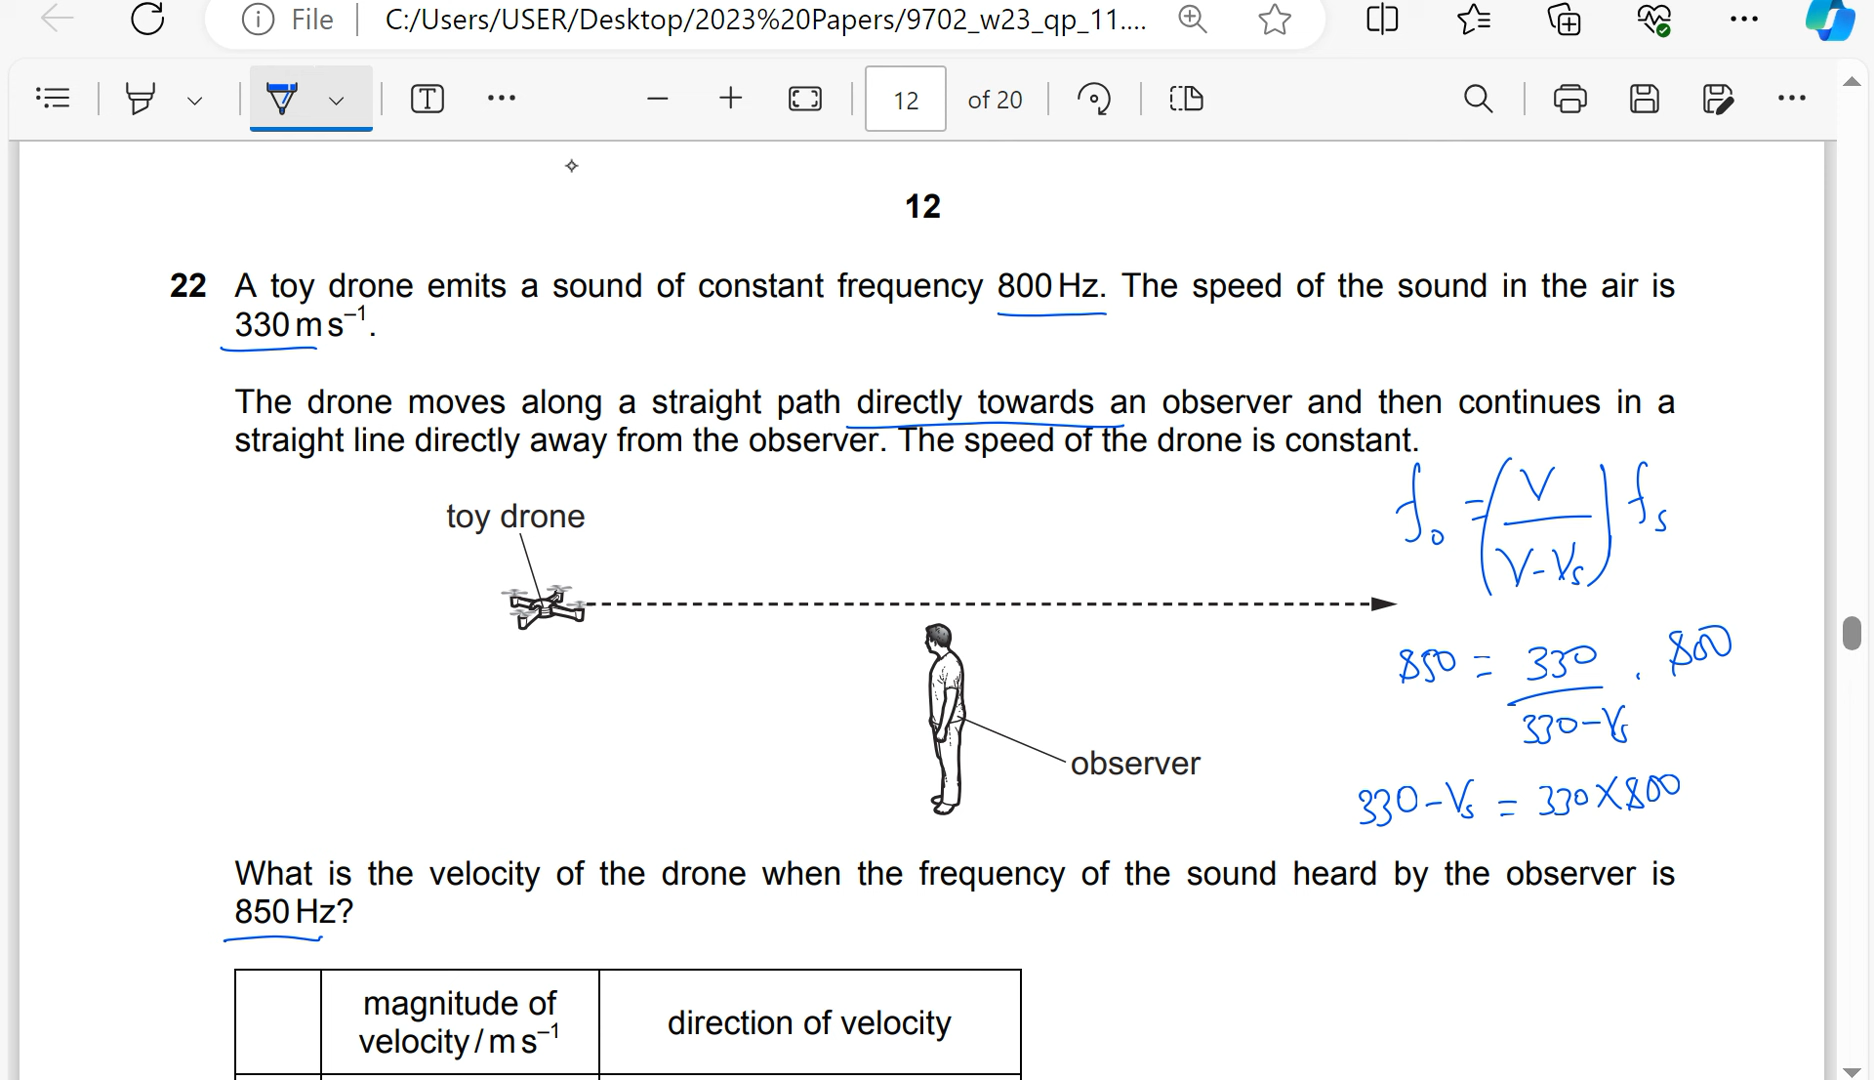 File
C:/Users/USER/Desktop/2023%20Papers/9702_w23_qp_11....
12 of 20
12
22 A toy drone emits a sound of constant frequency 800 Hz. The speed of the sound in the air is
330 m s⁻¹.
The drone moves along a straight path directly towards an observer and then continues in a
straight line directly away from the observer. The speed of the drone is constant.
toy drone
f₀ = (V / (V - Vₛ)) fₛ
850 = 330 / (330 - Vₛ) . 800
observer
330 - Vₛ = 330 X 800
What is the velocity of the drone when the frequency of the sound heard by the observer is
850 Hz?
magnitude of
velocity / m s⁻¹
direction of velocity